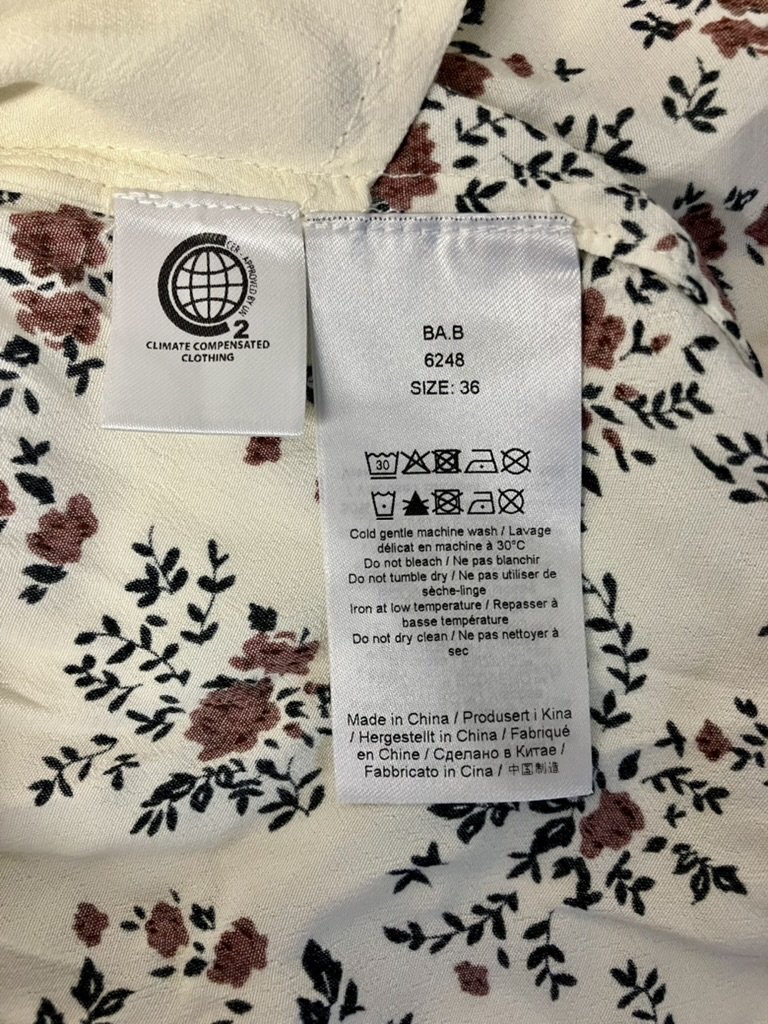 CER - APPROVED BY UN
2
CLIMATE COMPENSATED
CLOTHING
BA.B
6248
SIZE: 36
30
Cold gentle machine wash / Lavage
délicat en machine à 30°C
Do not bleach / Ne pas blanchir
Do not tumble dry / Ne pas utiliser de
sèche-linge
Iron at low temperature / Repasser à
basse température
Do not dry clean / Ne pas nettoyer à
sec
Made in China / Produsert i Kina
/ Hergestellt in China / Fabriqué
en Chine / Сделано в Китае /
Fabbricato in Cina / 中国制造